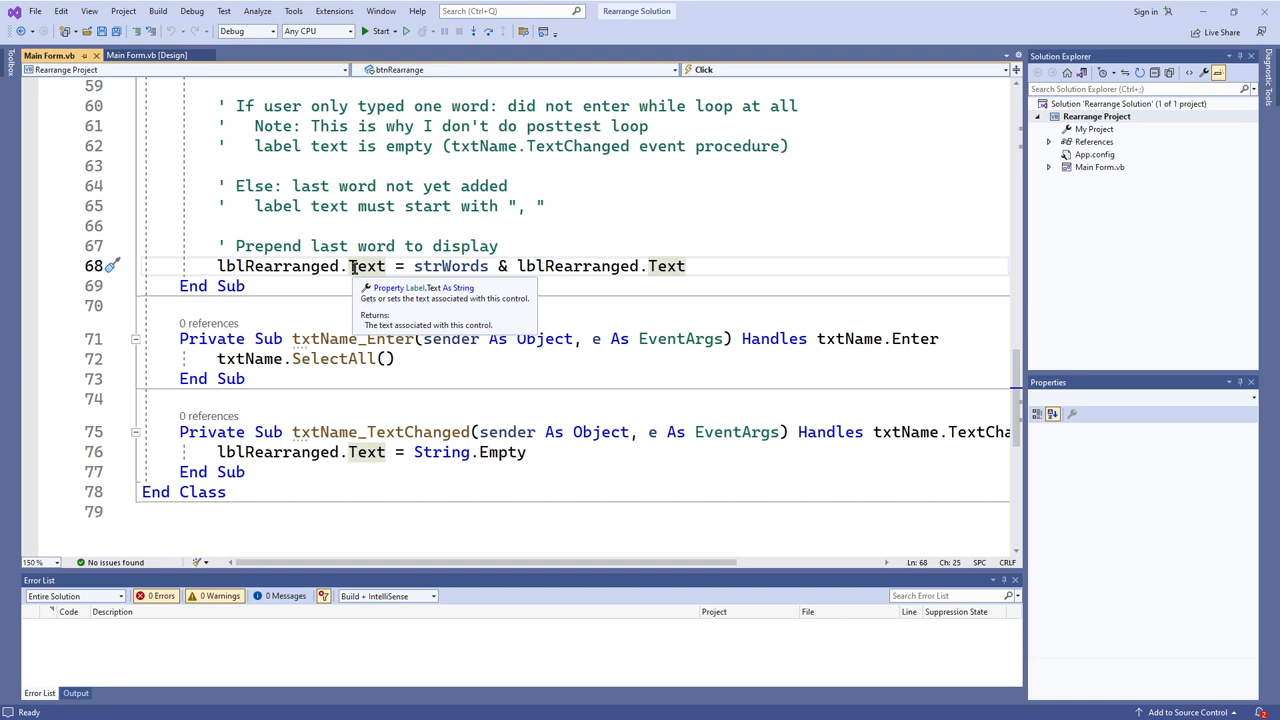 File Edit View Project Build Debug Test Analyze Tools Extensions Window Help Search (Ctrl+Q) Rearrange Solution Sign in
Debug Any CPU Start Live Share
Toolbox
Main Form.vb Main Form.vb [Design]
Rearrange Project btnRearrange Click
59
60 ' If user only typed one word: did not enter while loop at all
61 '   Note: This is why I don't do posttest loop
62 '   label text is empty (txtName.TextChanged event procedure)
63
64 ' Else: last word not yet added
65 '   label text must start with ", "
66
67 ' Prepend last word to display
68 lblRearranged.Text = strWords & lblRearranged.Text
69 End Sub
Property Label.Text As String
Gets or sets the text associated with this control.
Returns:
The text associated with this control.
70
0 references
71 Private Sub txtName_Enter(sender As Object, e As EventArgs) Handles txtName.Enter
72 txtName.SelectAll()
73 End Sub
74
0 references
75 Private Sub txtName_TextChanged(sender As Object, e As EventArgs) Handles txtName.TextCha
76 lblRearranged.Text = String.Empty
77 End Sub
78 End Class
79
150 % No issues found Ln: 68 Ch: 25 SPC CRLF
Error List
Entire Solution 0 Errors 0 Warnings 0 Messages Build + IntelliSense Search Error List
Code Description Project File Line Suppression State
Error List Output
Solution Explorer
Search Solution Explorer (Ctrl+;)
Solution 'Rearrange Solution' (1 of 1 project)
Rearrange Project
My Project
References
App.config
Main Form.vb
Properties
Diagnostic Tools
Ready Add to Source Control 2